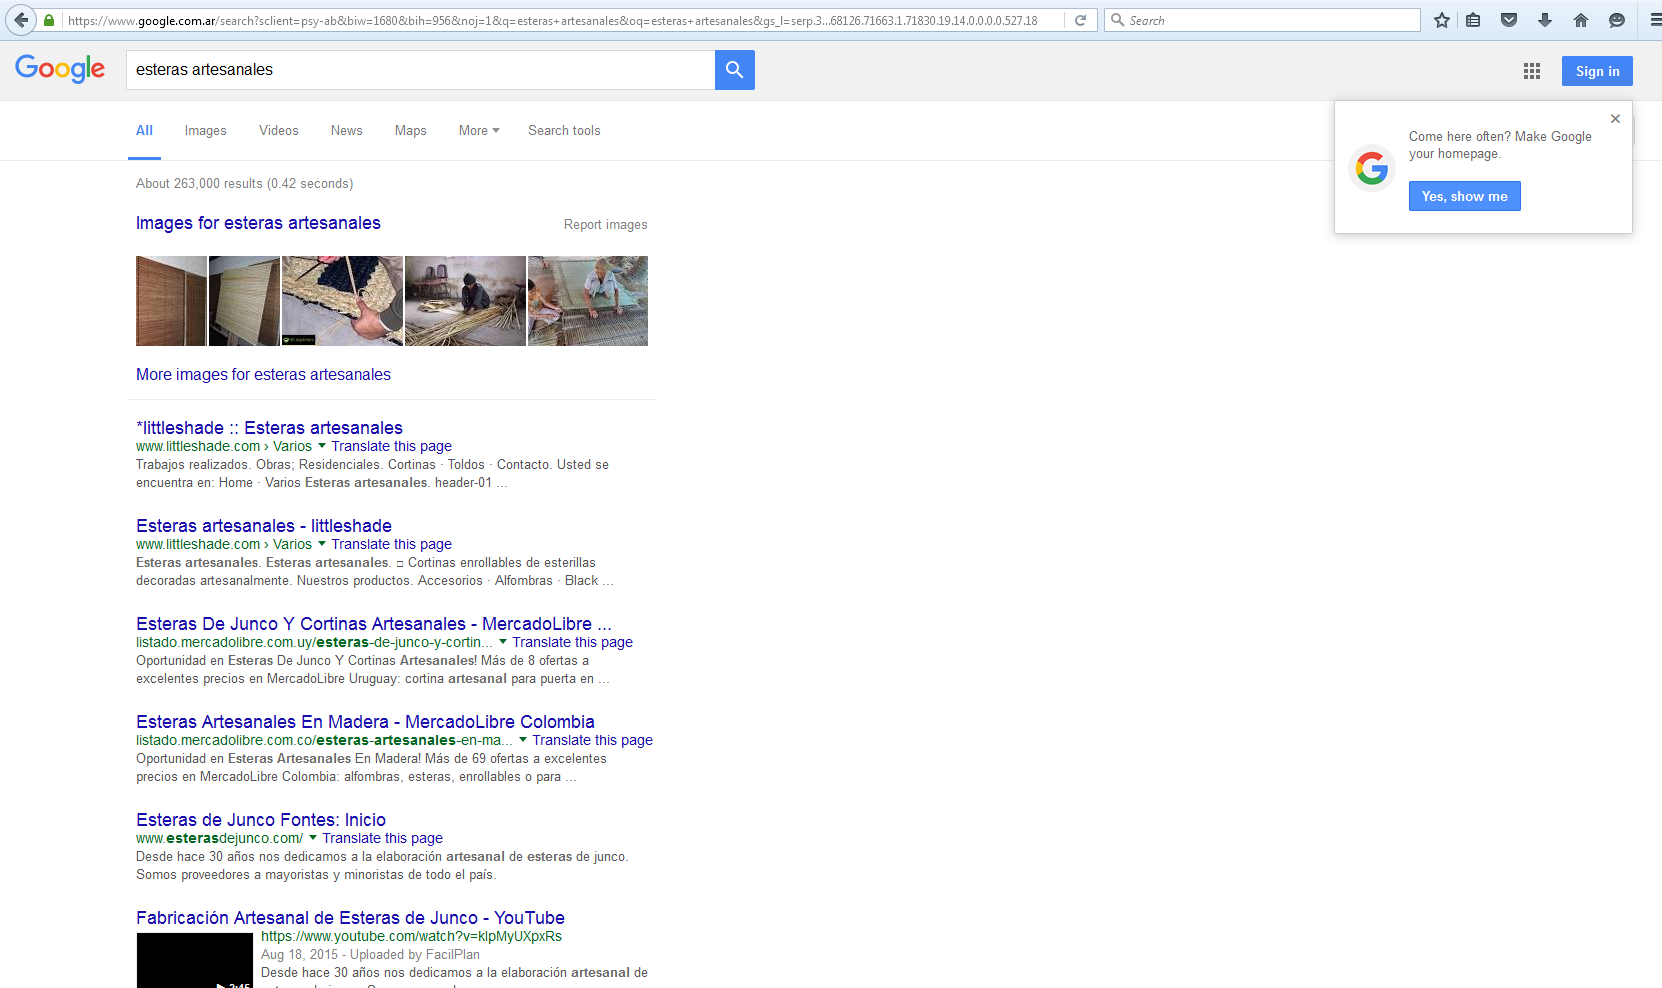 https://www.google.com.ar/search?sclient=psy-ab&biw=1680&bih=956&noj=1&q=esteras+artesanales&oq=esteras+artesanales&gs_l=serp.3...68126.71663.1.71830.19.14.0.0.0.0.527.18
Search
Google
esteras artesanales
Sign in
All Images Videos News Maps More Search tools
Come here often? Make Google
your homepage.
Yes, show me
About 263,000 results (0.42 seconds)
Images for esteras artesanales
Report images
More images for esteras artesanales
*littleshade :: Esteras artesanales
www.littleshade.com › Varios Translate this page
Trabajos realizados. Obras; Residenciales. Cortinas · Toldos · Contacto. Usted se
encuentra en: Home · Varios Esteras artesanales. header-01 ...
Esteras artesanales - littleshade
www.littleshade.com › Varios Translate this page
Esteras artesanales. Esteras artesanales. □ Cortinas enrollables de esterillas
decoradas artesanalmente. Nuestros productos. Accesorios · Alfombras · Black ...
Esteras De Junco Y Cortinas Artesanales - MercadoLibre ...
listado.mercadolibre.com.uy/esteras-de-junco-y-cortin... Translate this page
Oportunidad en Esteras De Junco Y Cortinas Artesanales! Más de 8 ofertas a
excelentes precios en MercadoLibre Uruguay: cortina artesanal para puerta en ...
Esteras Artesanales En Madera - MercadoLibre Colombia
listado.mercadolibre.com.co/esteras-artesanales-en-ma... Translate this page
Oportunidad en Esteras Artesanales En Madera! Más de 69 ofertas a excelentes
precios en MercadoLibre Colombia: alfombras, esteras, enrollables o para ...
Esteras de Junco Fontes: Inicio
www.esterasdejunco.com/ Translate this page
Desde hace 30 años nos dedicamos a la elaboración artesanal de esteras de junco.
Somos proveedores a mayoristas y minoristas de todo el país.
Fabricación Artesanal de Esteras de Junco - YouTube
https://www.youtube.com/watch?v=klpMyUXpxRs
Aug 18, 2015 - Uploaded by FacilPlan
Desde hace 30 años nos dedicamos a la elaboración artesanal de